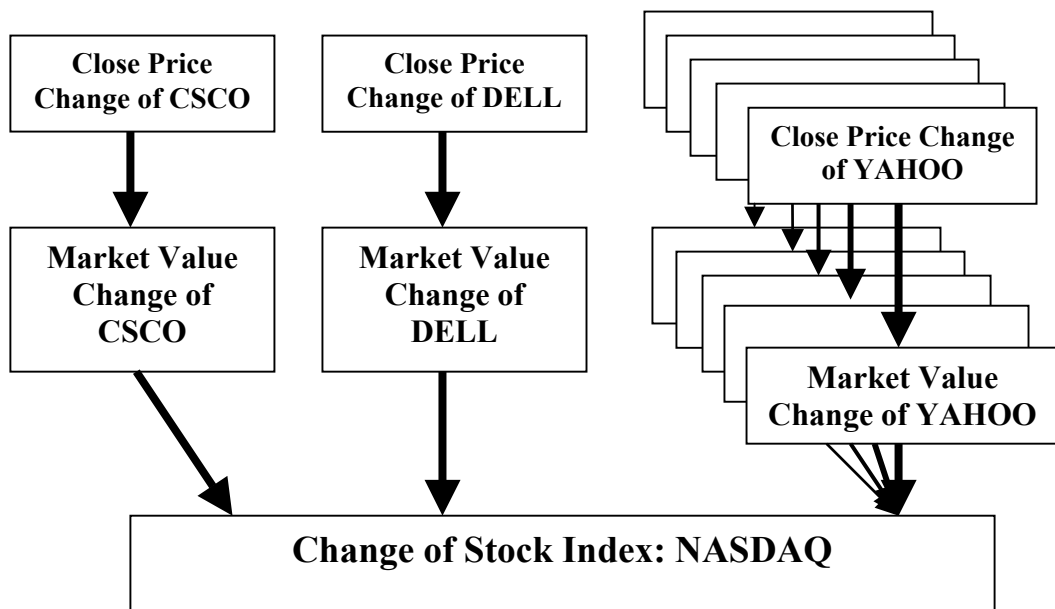 Close Price
Change of CSCO
Close Price
Change of DELL
Close Price Change
of YAHOO
Market Value
Change of
CSCO
Market Value
Change of
DELL
Market Value
Change of YAHOO
Change of Stock Index: NASDAQ